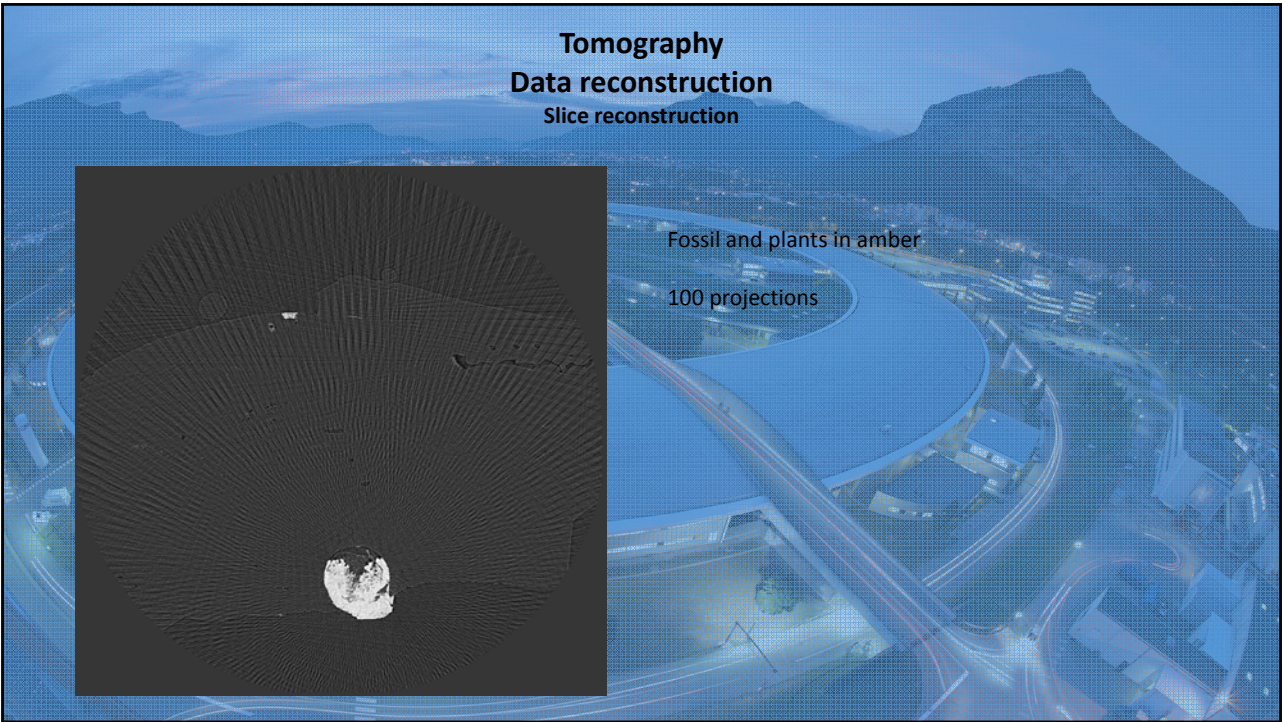 Tomography
Data reconstruction
Slice reconstruction
Fossil and plants in amber
100 projections